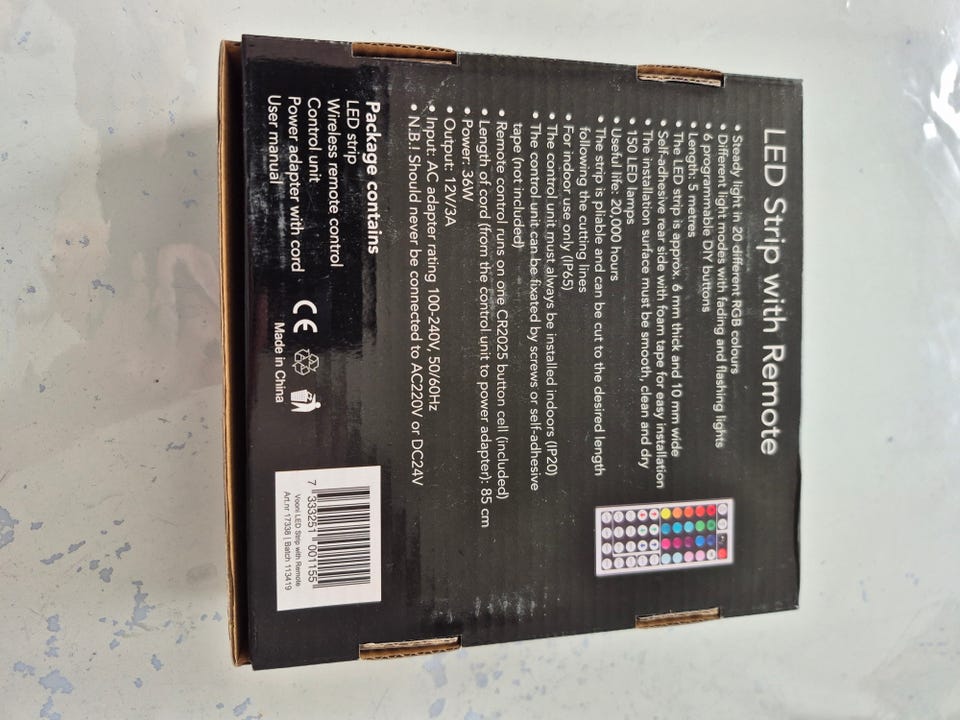 LED Strip with Remote
• Steady light in 20 different RGB colours
• Different light modes with fading and flashing lights
• 6 programmable DIY buttons
• Length: 5 metres
• The LED strip is approx. 6 mm thick and 10 mm wide
• Self-adhesive rear side with foam tape for easy installation
• The installation surface must be smooth, clean and dry
• 150 LED lamps
• Useful life: 20,000 hours
• The strip is pliable and can be cut to the desired length
following the cutting lines
• For indoor use only (IP65)
• The control unit must always be installed indoors (IP20)
• The control unit can be fixated by screws or self-adhesive
tape (not included)
• Remote control runs on one CR2025 button cell (included)
• Length of cord (from the control unit to power adapter): 85 cm
• Power: 36W
• Output: 12V/3A
• Input: AC adapter rating 100-240V, 50/60Hz
• N.B.! Should never be connected to AC220V or DC24V
Package contains
LED strip
Wireless remote control
Control unit
Power adapter with cord
User manual
CE
Made in China
7 333251 001155
Vooni LED Strip with Remote
Art.nr 17338 | Batch 113419